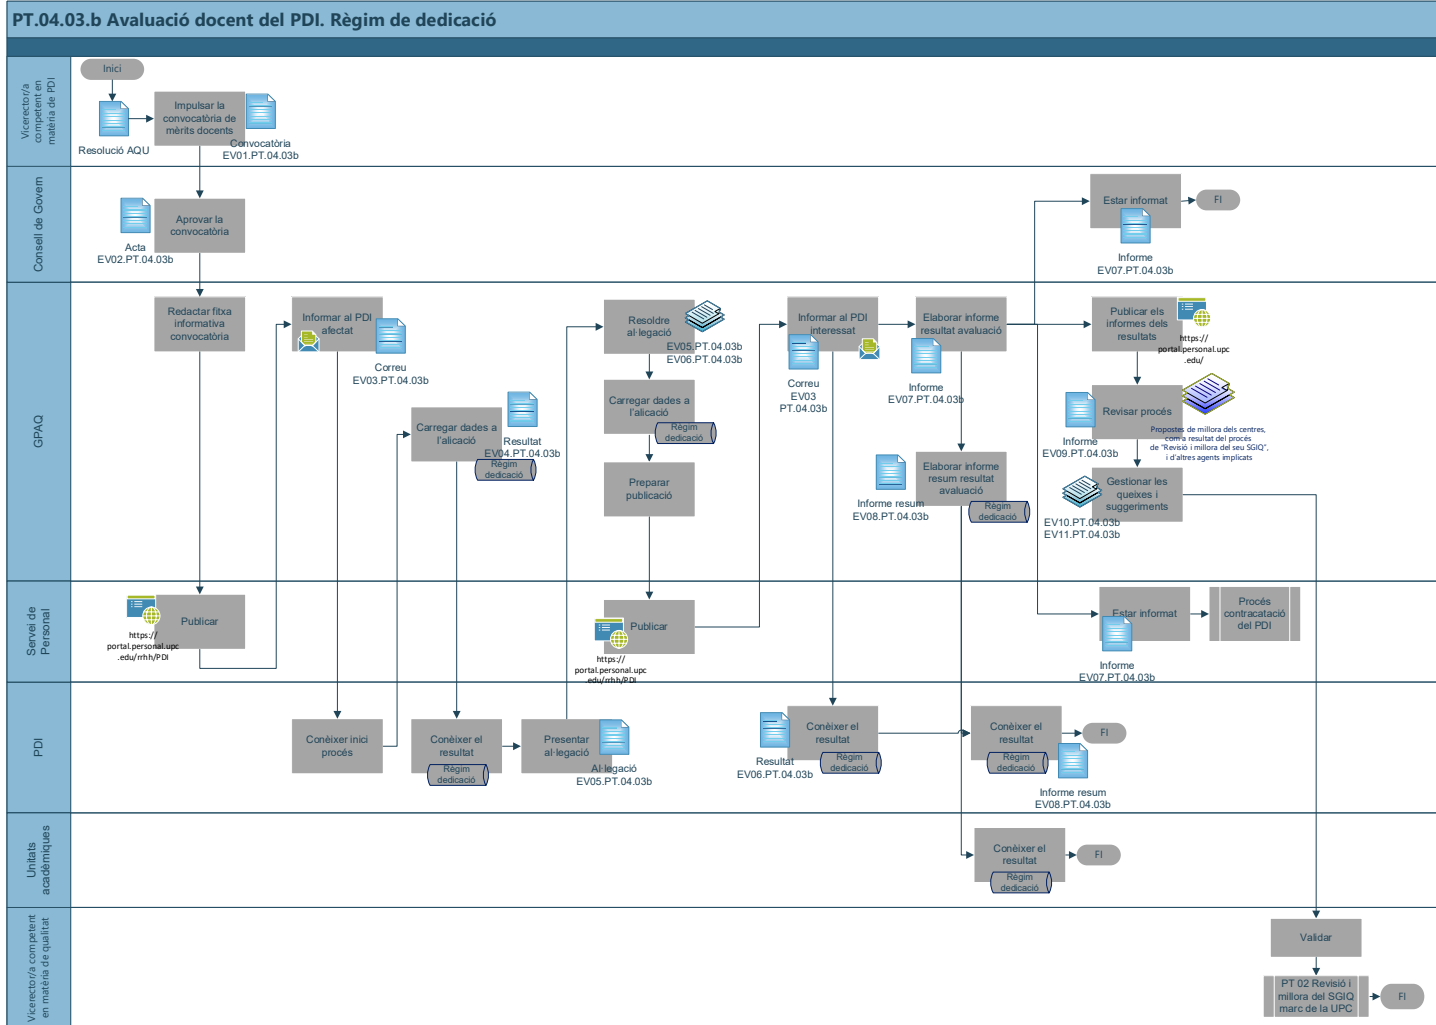 PT.04.03.b Avaluació docent del PDI. Règim de dedicació
Vicerector/a
competent en
matèria de PDI
Inici
Resolució AQU
Impulsar la
convocatòria de
mèrits docents
Convocatòria
EV01.PT.04.03b
Consell de Govern
Acta
EV02.PT.04.03b
Aprovar la
convocatòria
Estar informat
FI
Informe
EV07.PT.04.03b
GPAQ
Redactar fitxa
informativa
convocatòria
Informar al PDI
afectat
Correu
EV03.PT.04.03b
Carregar dades a
l'alicació
Resultat
EV04.PT.04.03b
Règim
dedicació
Resoldre
al·legació
EV05.PT.04.03b
EV06.PT.04.03b
Carregar dades a
l'alicació
Règim
dedicació
Preparar
publicació
Informar al PDI
interessat
Correu
EV03
PT.04.03b
Elaborar informe
resultat avaluació
Informe
EV07.PT.04.03b
Elaborar informe
resum resultat
avaluació
Informe resum
EV08.PT.04.03b
Règim
dedicació
Publicar els
informes dels
resultats
https://
portal.personal.upc
.edu/
Revisar procés
Informe
EV09.PT.04.03b
Propostes de millora dels centres,
com a resultat del procés
de "Revisió i millora del seu SGIQ",
i d'altres agents implicats
Gestionar les
queixes i
suggeriments
EV10.PT.04.03b
EV11.PT.04.03b
Servei de
Personal
Publicar
https://
portal.personal.upc
.edu/rrhh/PDI
Publicar
https://
portal.personal.upc
.edu/rrhh/PDI
Estar informat
Informe
EV07.PT.04.03b
Procés
contracatació
del PDI
PDI
Conèixer inici
procés
Conèixer el
resultat
Règim
dedicació
Presentar
al·legació
Al·legació
EV05.PT.04.03b
Conèixer el
resultat
Resultat
EV06.PT.04.03b
Règim
dedicació
Conèixer el
resultat
Règim
dedicació
FI
Informe resum
EV08.PT.04.03b
Unitats
acadèmiques
Conèixer el
resultat
Règim
dedicació
FI
Vicerector/a competent
en matèria de qualitat
Validar
PT 02 Revisió i
millora del SGIQ
marc de la UPC
FI